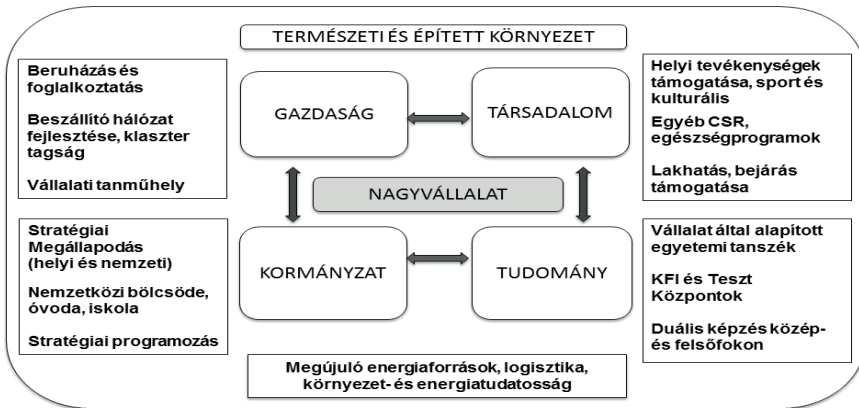 TERMÉSZETI ÉS ÉPÍTETT KÖRNYEZET
Beruházás és
foglalkoztatás
Beszállító hálózat
fejlesztése, klaszter
tagság
Vállalati tanműhely
GAZDASÁG
TÁRSADALOM
Helyi tevékenységek
támogatása, sport és
kulturális
Egyéb CSR,
egészségprogramok
Lakhatás, bejárás
támogatása
NAGYVÁLLALAT
Stratégiai
Megállapodás
(helyi és nemzeti)
Nemzetközi bölcsöde,
óvoda, iskola
Stratégiai programozás
KORMÁNYZAT
TUDOMÁNY
Vállalat által alapított
egyetemi tanszék
KFI és Teszt
Központok
Duális képzés közép-
és felsőfokon
Megújuló energiaforrások, logisztika,
környezet- és energiatudatosság